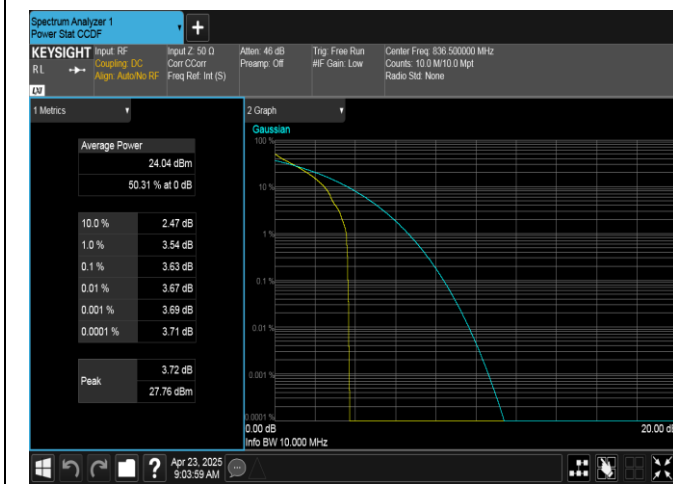 Spectrum Analyzer 1
Power Stat CCDF
KEYSIGHT
RL
LXI
Input: RF
Coupling: DC
Align: Auto/No RF
Input Z: 50 Ω
Corr CCorr
Freq Ref: Int (S)
Atten: 46 dB
Preamp: Off
Trig: Free Run
#IF Gain: Low
Center Freq: 836.500000 MHz
Counts: 10.0 M/10.0 Mpt
Radio Std: None
1 Metrics
Average Power
24.04 dBm
50.31 % at 0 dB
10.0 % 3.47 dB
1.0 % 3.54 dB
0.1 % 3.63 dB
0.01 % 3.67 dB
0.001 % 3.69 dB
0.0001 % 3.71 dB
Peak
3.72 dB
27.76 dBm
2 Graph
Gaussian
100 %
10 %
1 %
0.1 %
0.01 %
0.001 %
0.0001 %
0.00 dB
20.00 dB
Info BW 10.000 MHz
?
Apr 23, 2025
9:03:59 AM